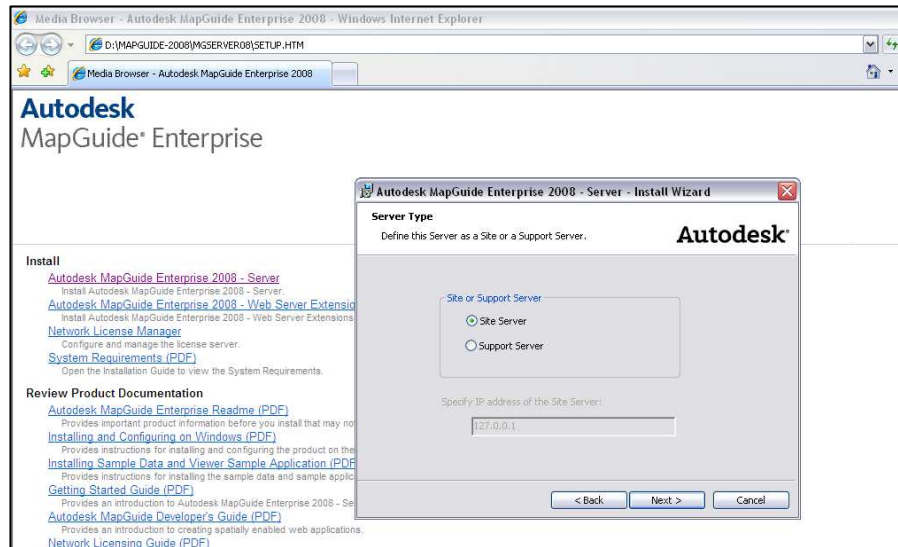 Media Browser - Autodesk MapGuide Enterprise 2008 - Windows Internet Explorer
D:\MAPGUIDE-2008\MGSERVER08\SETUP.HTM
Media Browser - Autodesk MapGuide Enterprise 2008
Autodesk
MapGuide® Enterprise
Install
Autodesk MapGuide Enterprise 2008 - Server
Install Autodesk MapGuide Enterprise 2008 - Server.
Autodesk MapGuide Enterprise 2008 - Web Server Extensio
Install Autodesk MapGuide Enterprise 2008 - Web Server Extensions
Network License Manager
Configure and manage the license server.
System Requirements (PDF)
Open the Installation Guide to view the System Requirements.
Review Product Documentation
Autodesk MapGuide Enterprise Readme (PDF)
Provides important product information before you install that may no
Installing and Configuring on Windows (PDF)
Provides instructions for installing and configuring the product on the
Installing Sample Data and Viewer Sample Application (PDF
Provides instructions for installing the sample data and sample applic
Getting Started Guide (PDF)
Provides an introduction to Autodesk MapGuide Enterprise 2008 - Se
Autodesk MapGuide Developer's Guide (PDF)
Provides an introduction to creating spatially enabled web applications.
Network Licensing Guide (PDF)
Autodesk MapGuide Enterprise 2008 - Server - Install Wizard
Server Type
Define this Server as a Site or a Support Server.
Autodesk®
Site or Support Server
Site Server
Support Server
Specify IP address of the Site Server:
127.0.0.1
< Back
Next >
Cancel